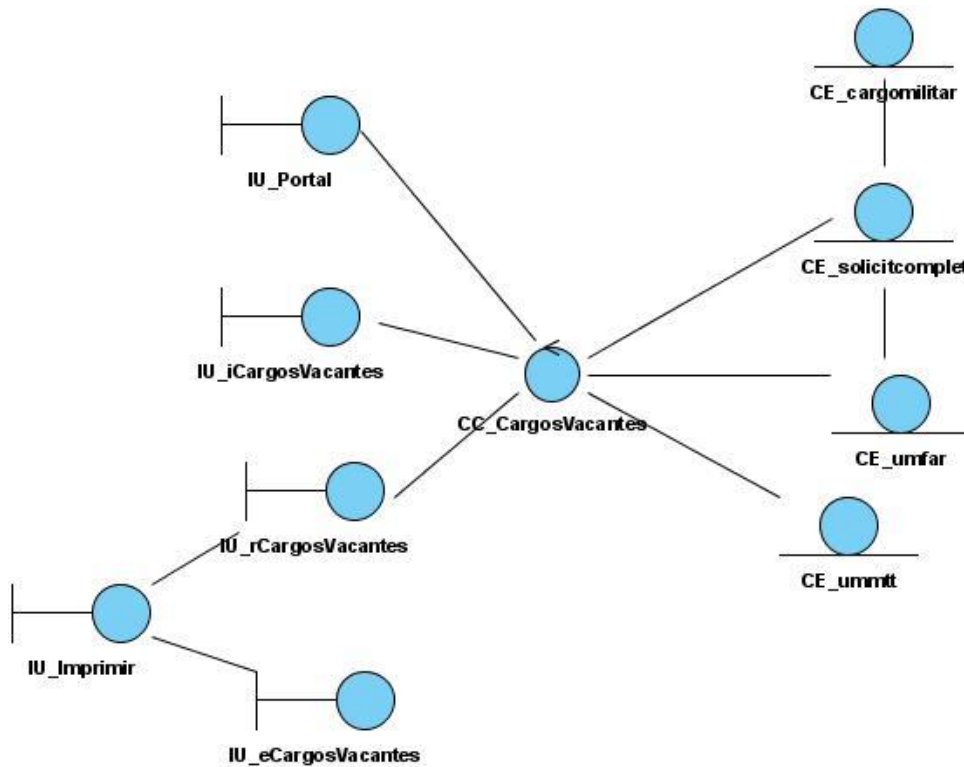 CE_cargomilitar
IU_Portal
CE_solicitcomplet
IU_iCargosVacantes
CC_CargosVacantes
CE_umfar
IU_rCargosVacantes
CE_ummtt
IU_Imprimir
IU_eCargosVacantes